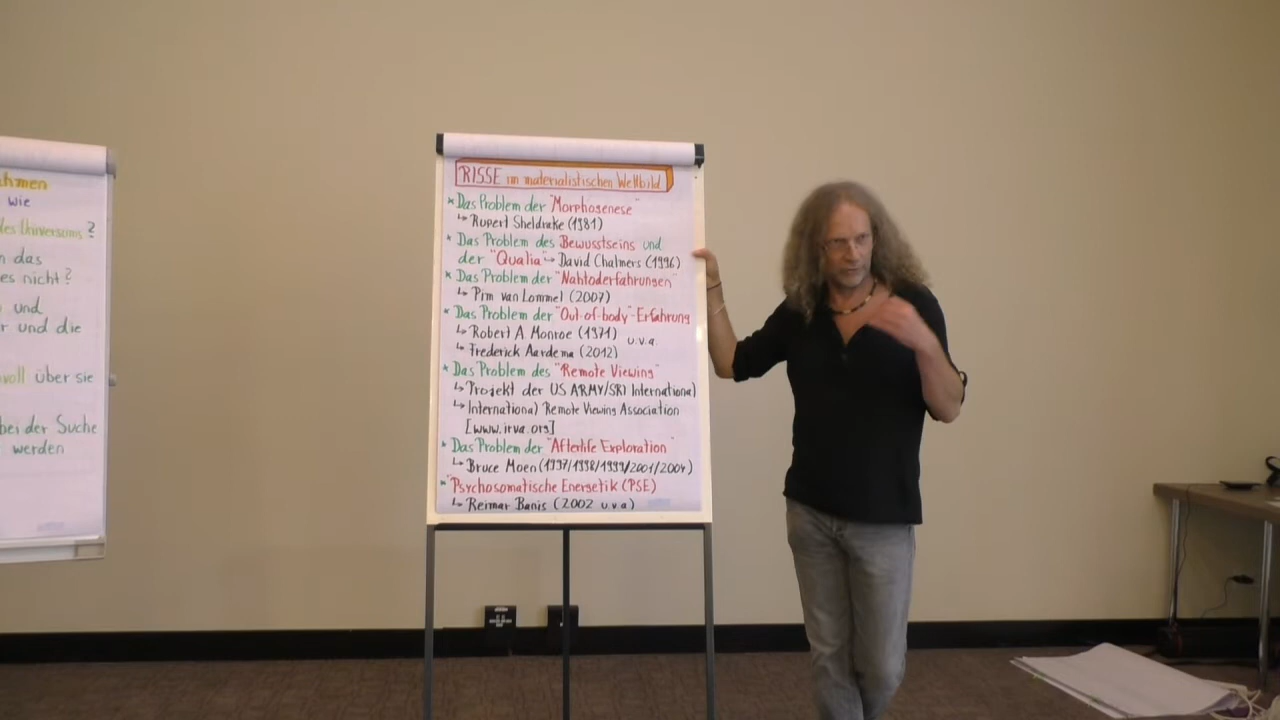 ahmen
wie
des Universums?
n das
es nicht?
und
r und die
voll über sie
bei der Suche
werden
RISSE im materialistischen Weltbild
* Das Problem der "Morphogenese"
↳ Rupert Sheldrake (1981)
* Das Problem des Bewusstseins und
der "Qualia" ↳ David Chalmers (1996)
* Das Problem der "Nahtoderfahrungen"
↳ Pim van Lommel (2007)
* Das Problem der "Out-of-body"-Erfahrung
↳ Robert A. Monroe (1971) u.v.a.
↳ Frederick Aardema (2012)
* Das Problem des "Remote Viewing"
↳ Projekt der US ARMY/SRI International
↳ International Remote Viewing Association
[www.irva.org]
* Das Problem der "Afterlife Exploration"
↳ Bruce Moen (1997/1998/1999/2001/2004)
* "Psychosomatische Energetik (PSE)
↳ Reimar Banis (2002 u.v.a)